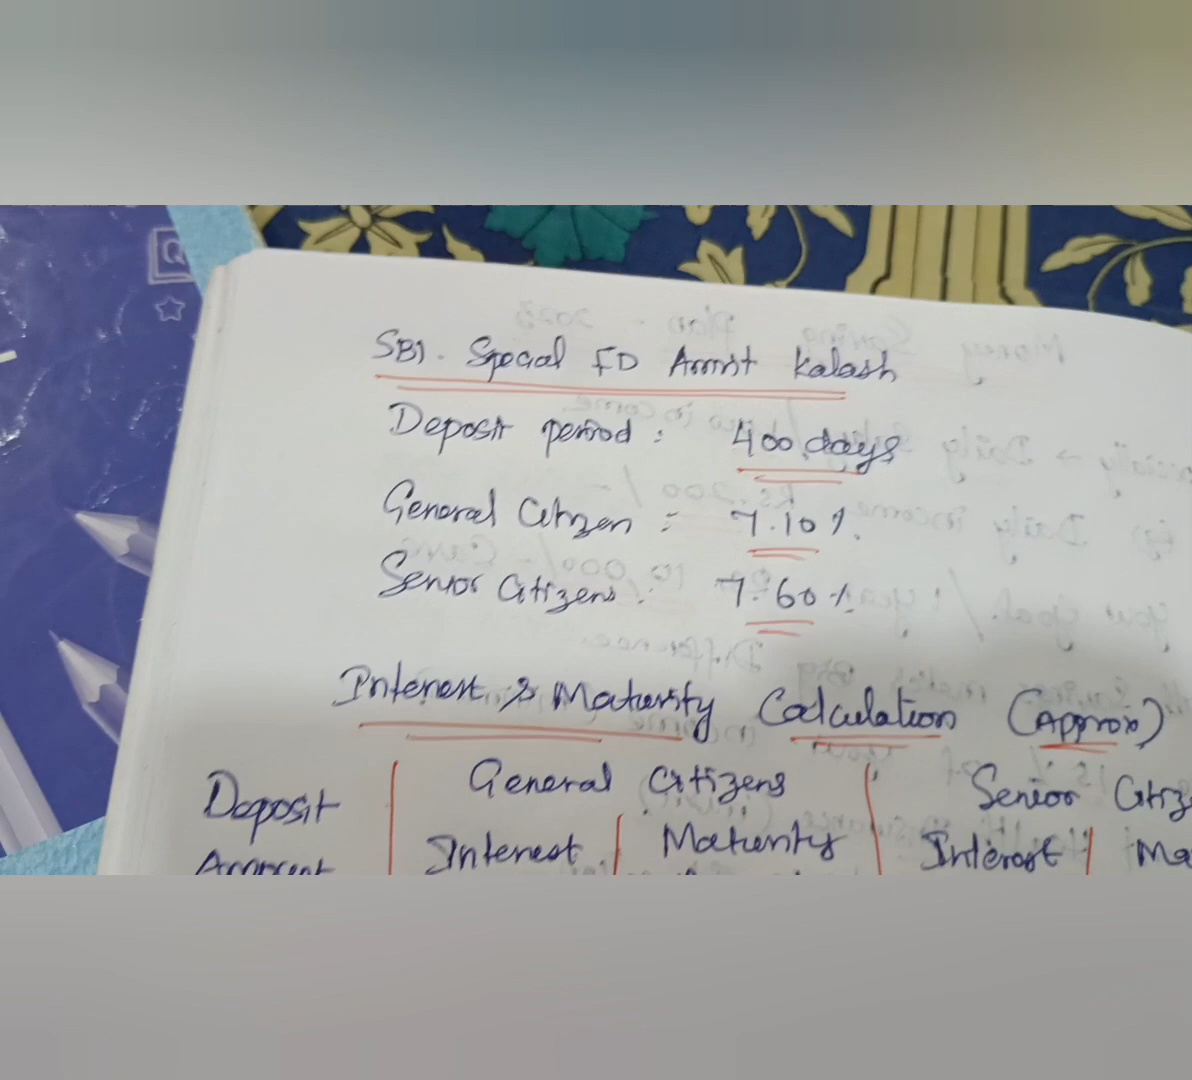 SBI. Special FD Amrit Kalash
Deposit period : 400 days
General Citizen : 7.10%.
Senior Citizens : 7.60%
Interest & Maturity Calculation (Approx)
Deposit | General Citizens | Senior Citiz
Amount | Interest | Maturity | Interest | Ma